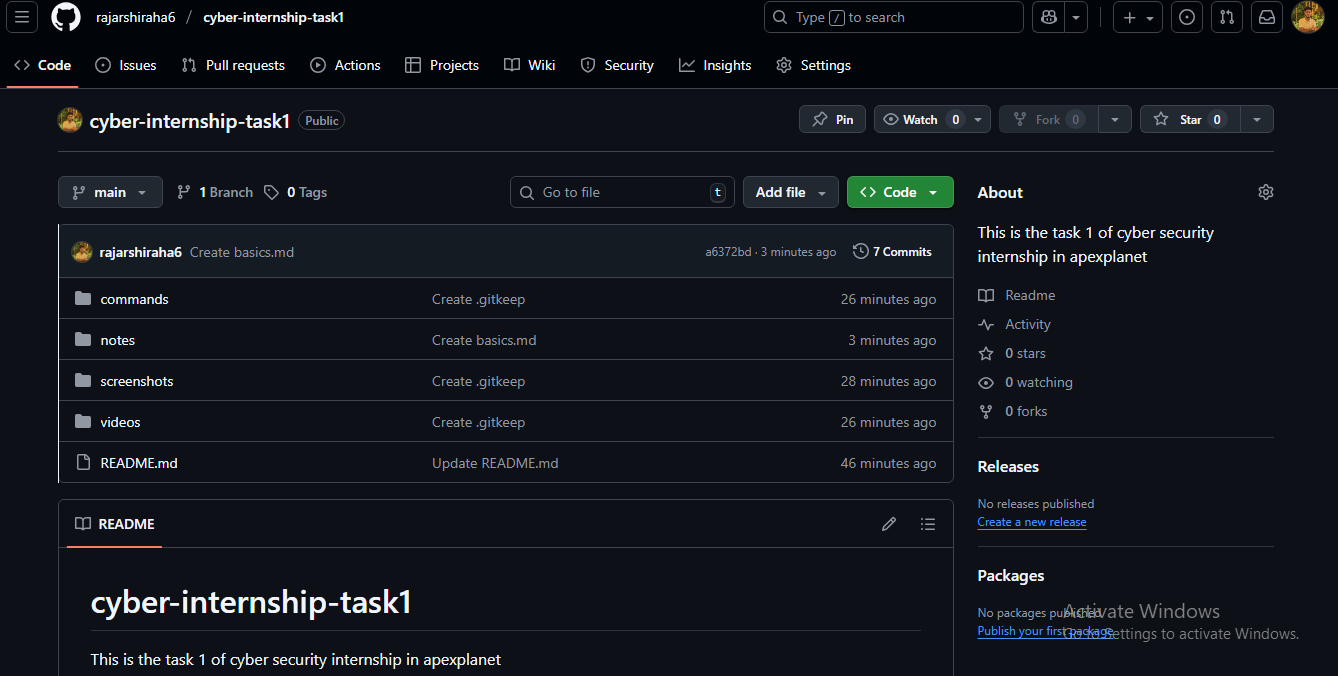 rajarshiraha6 / cyber-internship-task1 Type / to search
Code Issues Pull requests Actions Projects Wiki Security Insights Settings
cyber-internship-task1 Public Pin Watch 0 Fork 0 Star 0
main 1 Branch 0 Tags Go to file t Add file Code
rajarshiraha6 Create basics.md a6372bd · 3 minutes ago 7 Commits
commands Create .gitkeep 26 minutes ago
notes Create basics.md 3 minutes ago
screenshots Create .gitkeep 28 minutes ago
videos Create .gitkeep 26 minutes ago
README.md Update README.md 46 minutes ago
README
cyber-internship-task1
This is the task 1 of cyber security internship in apexplanet
About
This is the task 1 of cyber security
internship in apexplanet
Readme
Activity
0 stars
0 watching
0 forks
Releases
No releases published
Create a new release
Packages
No packages published
Publish your first package
Activate Windows
Go to Settings to activate Windows.